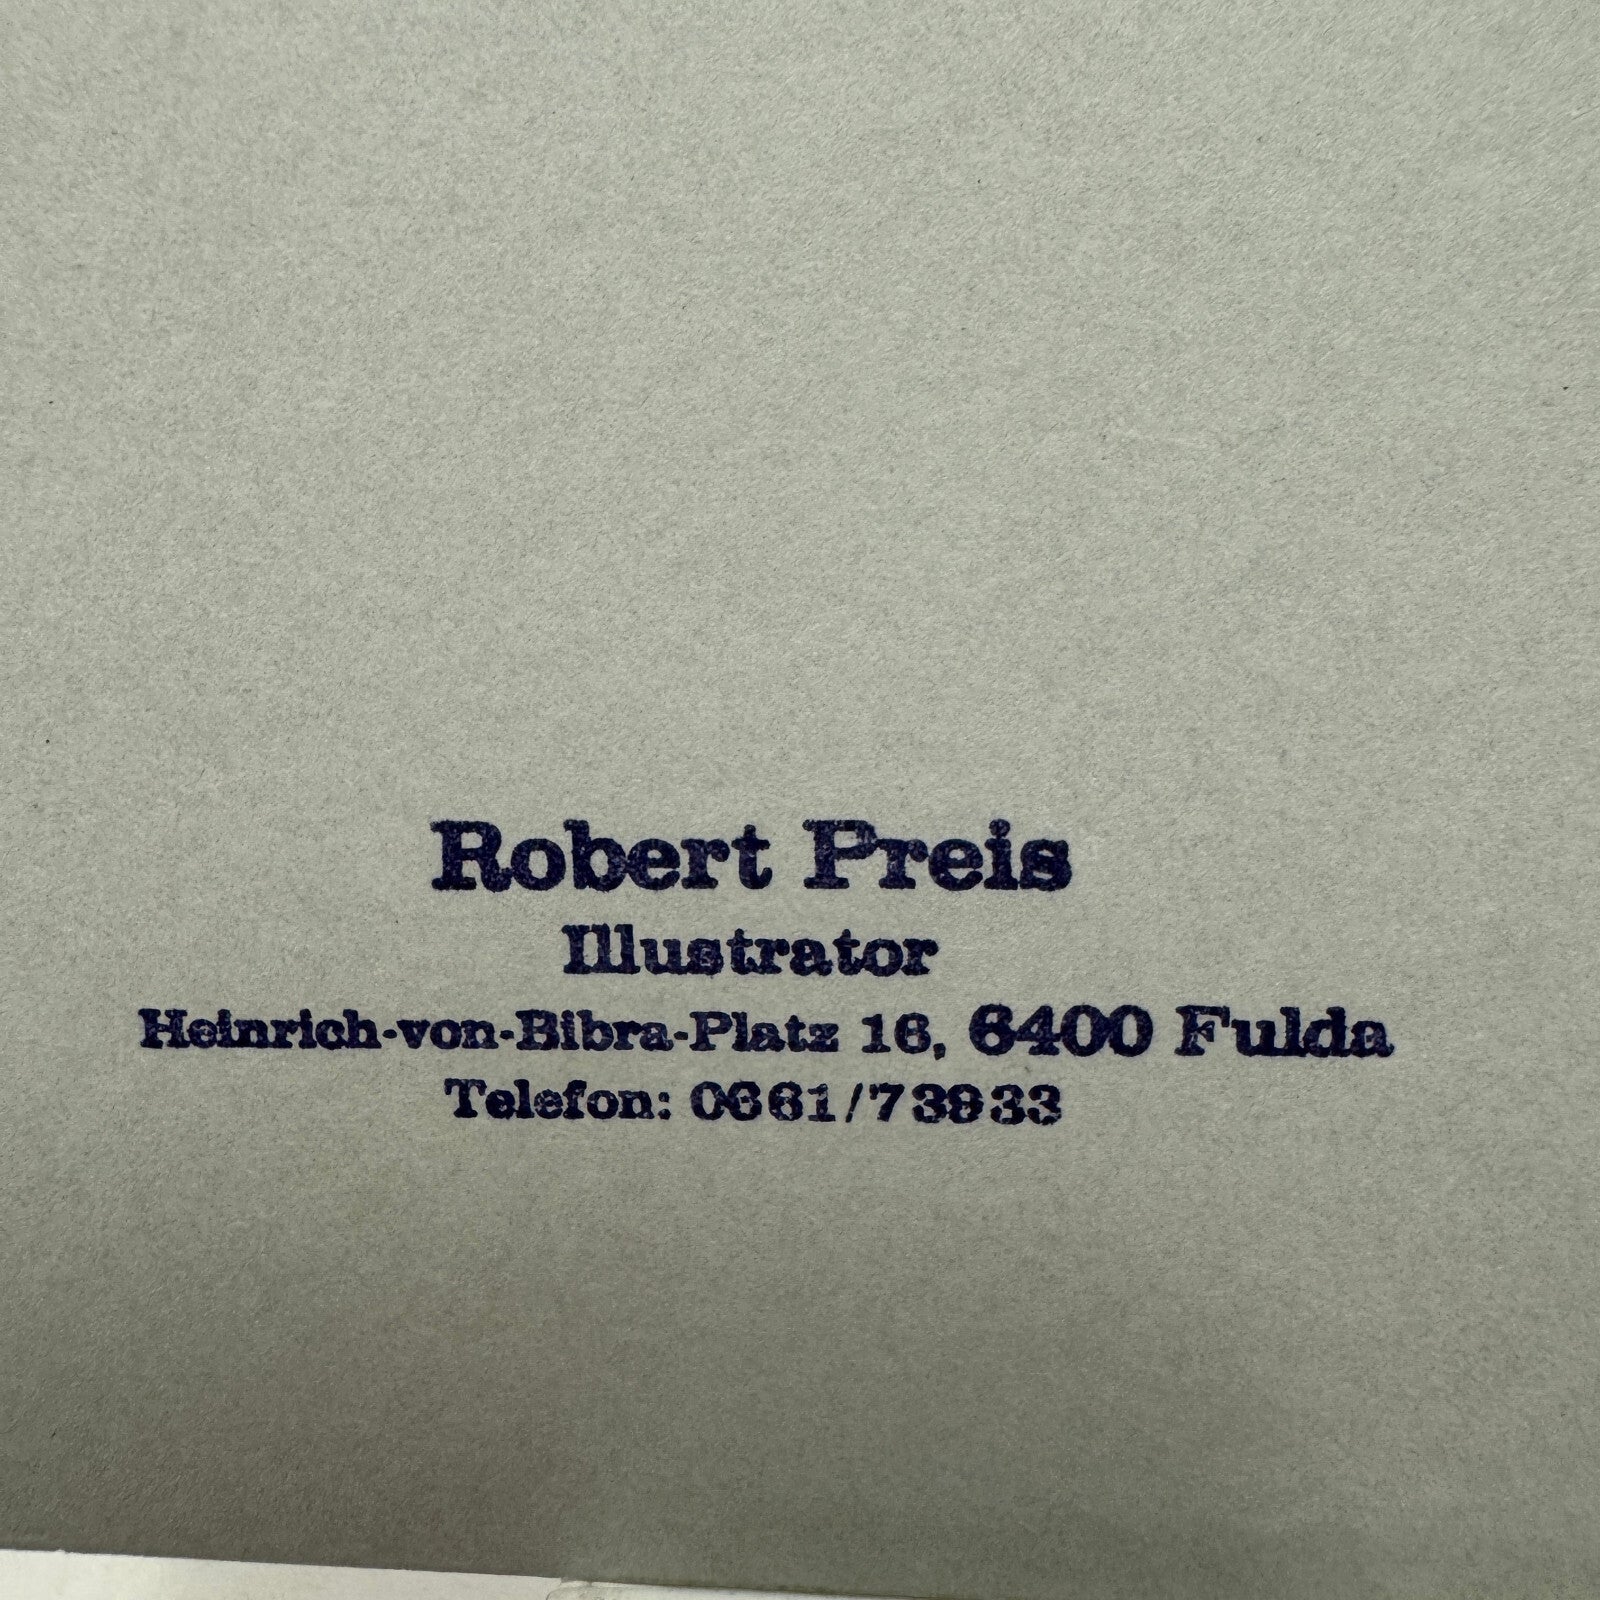 Robert Preis
Illustrator
Heinrich-von-Bibra-Platz 16, 6400 Fulda
Telefon: 0661/73933